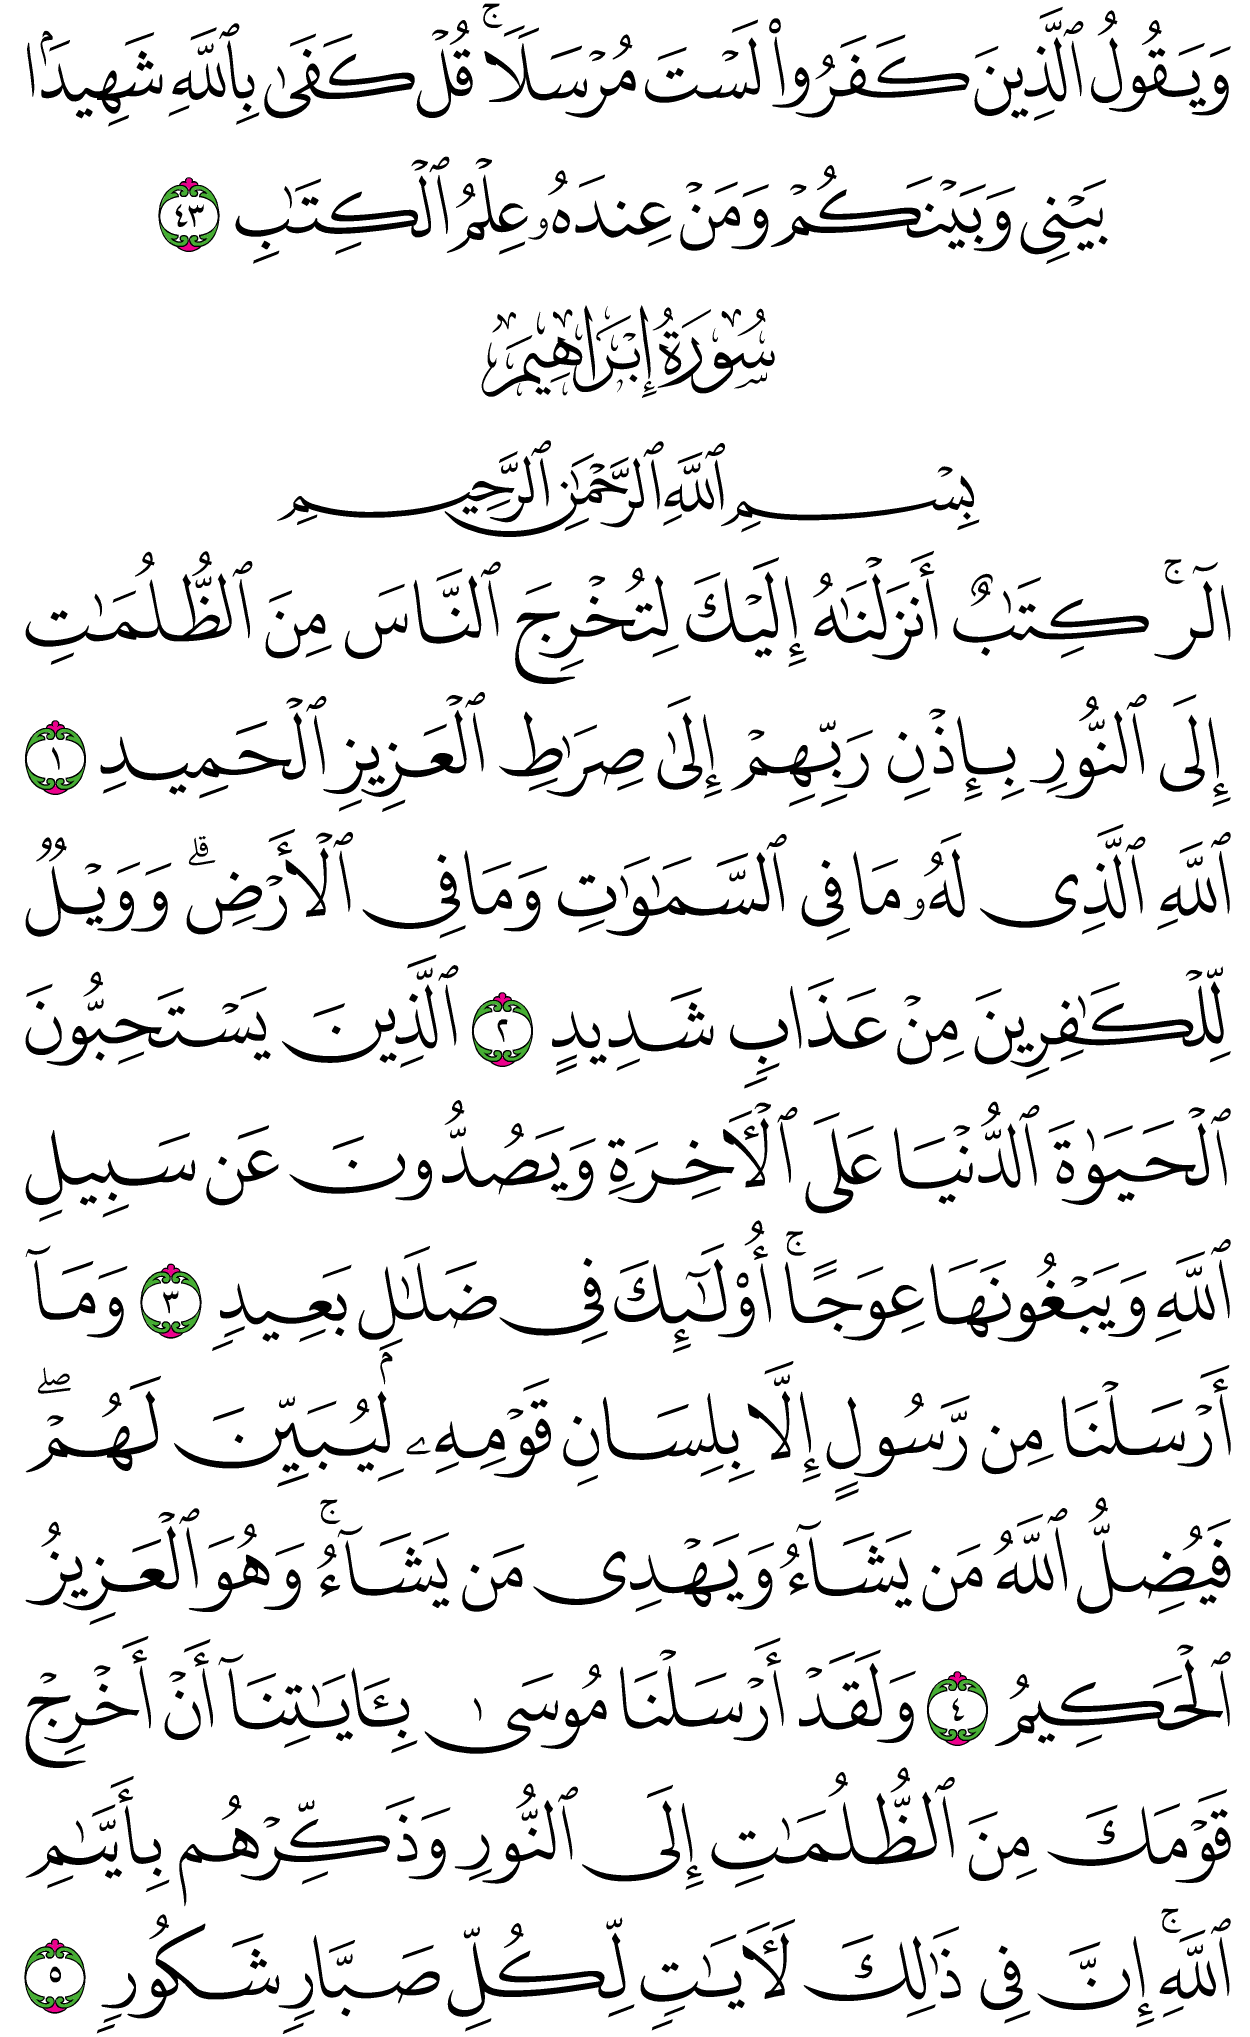 وَيَقُولُ ٱلَّذِينَ كَفَرُوا۟ لَسْتَ مُرْسَلًا ۚ قُلْ كَفَىٰ بِٱللَّهِ شَهِيدًۢا
بَيْنِى وَبَيْنَكُمْ وَمَنْ عِندَهُۥ عِلْمُ ٱلْكِتَٰبِ ٤٣
سُورَةُ إِبْرَاهِيمَ
بِسْمِ ٱللَّهِ ٱلرَّحْمَٰنِ ٱلرَّحِيمِ
الٓر ۚ كِتَٰبٌ أَنزَلْنَٰهُ إِلَيْكَ لِتُخْرِجَ ٱلنَّاسَ مِنَ ٱلظُّلُمَٰتِ
إِلَى ٱلنُّورِ بِإِذْنِ رَبِّهِمْ إِلَىٰ صِرَٰطِ ٱلْعَزِيزِ ٱلْحَمِيدِ ١
ٱللَّهِ ٱلَّذِى لَهُۥ مَا فِى ٱلسَّمَٰوَٰتِ وَمَا فِى ٱلْأَرْضِ ۗ وَوَيْلٌ
لِّلْكَٰفِرِينَ مِنْ عَذَابٍ شَدِيدٍ ٢ ٱلَّذِينَ يَسْتَحِبُّونَ
ٱلْحَيَوٰةَ ٱلدُّنْيَا عَلَى ٱلْءَاخِرَةِ وَيَصُدُّونَ عَن سَبِيلِ
ٱللَّهِ وَيَبْغُونَهَا عِوَجًا ۚ أُو۟لَٰٓئِكَ فِى ضَلَٰلٍۭ بَعِيدٍ ٣ وَمَآ
أَرْسَلْنَا مِن رَّسُولٍ إِلَّا بِلِسَانِ قَوْمِهِۦ لِيُبَيِّنَ لَهُمْ ۖ
فَيُضِلُّ ٱللَّهُ مَن يَشَآءُ وَيَهْدِى مَن يَشَآءُ ۚ وَهُوَ ٱلْعَزِيزُ
ٱلْحَكِيمُ ٤ وَلَقَدْ أَرْسَلْنَا مُوسَىٰ بِـَٔايَٰتِنَآ أَنْ أَخْرِجْ
قَوْمَكَ مِنَ ٱلظُّلُمَٰتِ إِلَى ٱلنُّورِ وَذَكِّرْهُم بِأَيَّىٰمِ
ٱللَّهِ ۚ إِنَّ فِى ذَٰلِكَ لَءَايَٰتٍ لِّكُلِّ صَبَّارٍ شَكُورٍ ٥